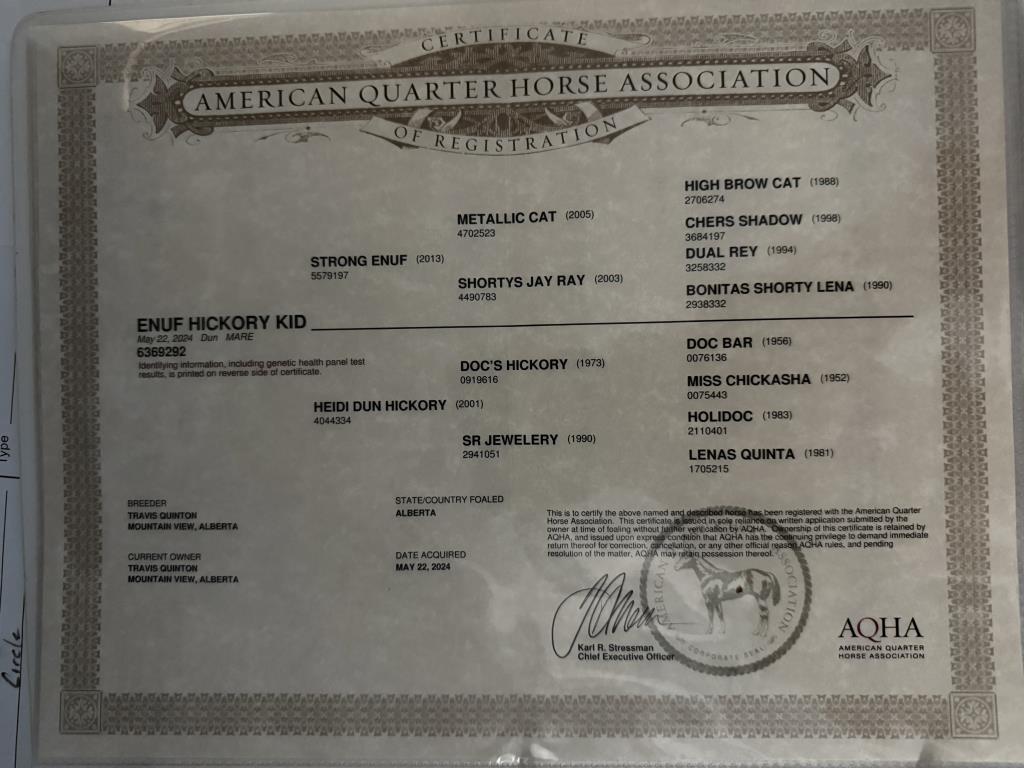 CERTIFICATE
AMERICAN QUARTER HORSE ASSOCIATION
OF REGISTRATION
HIGH BROW CAT (1988)
2706274
METALLIC CAT (2005)
4702523
CHERS SHADOW (1998)
3684197
STRONG ENUF (2013)
5579197
DUAL REY (1994)
3258332
SHORTYS JAY RAY (2003)
4490783
BONITAS SHORTY LENA (1990)
2938332
ENUF HICKORY KID
May 22, 2024 Dun MARE
6369292
Identifying information, including genetic health panel test
results, is printed on reverse side of certificate.
DOC BAR (1956)
0076136
DOC'S HICKORY (1973)
0919616
MISS CHICKASHA (1952)
0075443
HEIDI DUN HICKORY (2001)
4044334
HOLIDOC (1983)
2110401
SR JEWELERY (1990)
2941051
LENAS QUINTA (1981)
1705215
BREEDER
TRAVIS QUINTON
MOUNTAIN VIEW, ALBERTA
STATE/COUNTRY FOALED
ALBERTA
CURRENT OWNER
TRAVIS QUINTON
MOUNTAIN VIEW, ALBERTA
DATE ACQUIRED
MAY 22, 2024
This is to certify the above named and described horse has been registered with the American Quarter
Horse Association. This certificate is issued in sole reliance on written application submitted by the
owner at time of foaling without further verification by AQHA. Ownership of this certificate is retained by
AQHA, and issued upon express condition that AQHA has the continuing privilege to demand immediate
return thereof for correction, cancellation, or any other official reason AQHA rules, and pending
resolution of the matter, AQHA may retain possession thereof.
AMERICAN ASSOCIATION
CORPORATE SEAL
Karl R. Stressman
Chief Executive Officer
AQHA
AMERICAN QUARTER
HORSE ASSOCIATION
Type
Circle